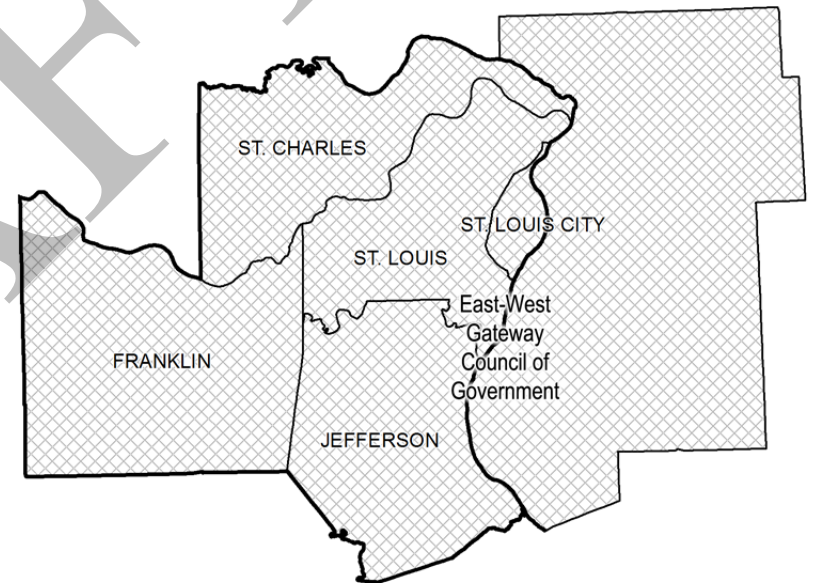 ST. CHARLES
ST. LOUIS CITY
ST. LOUIS
East-West
Gateway
Council of
Government
FRANKLIN
JEFFERSON